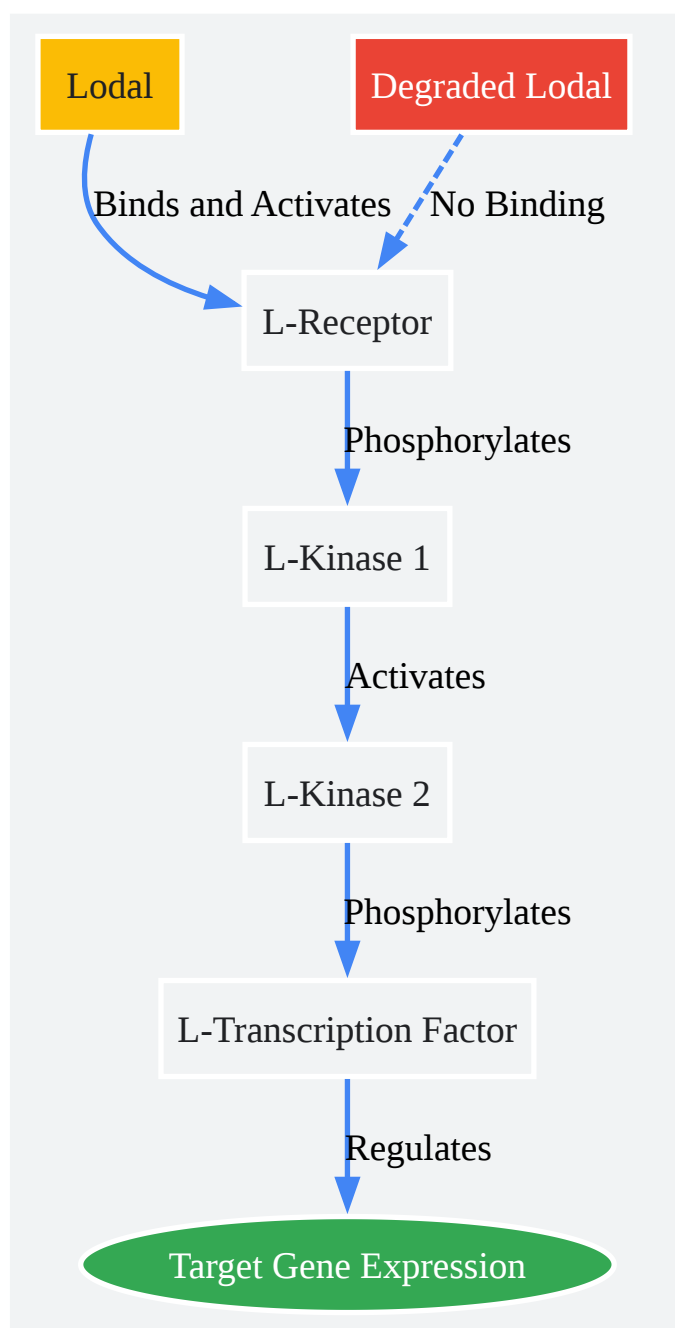 Lodal
Degraded Lodal
Binds and Activates
No Binding
L-Receptor
Phosphorylates
L-Kinase 1
Activates
L-Kinase 2
Phosphorylates
L-Transcription Factor
Regulates
Target Gene Expression